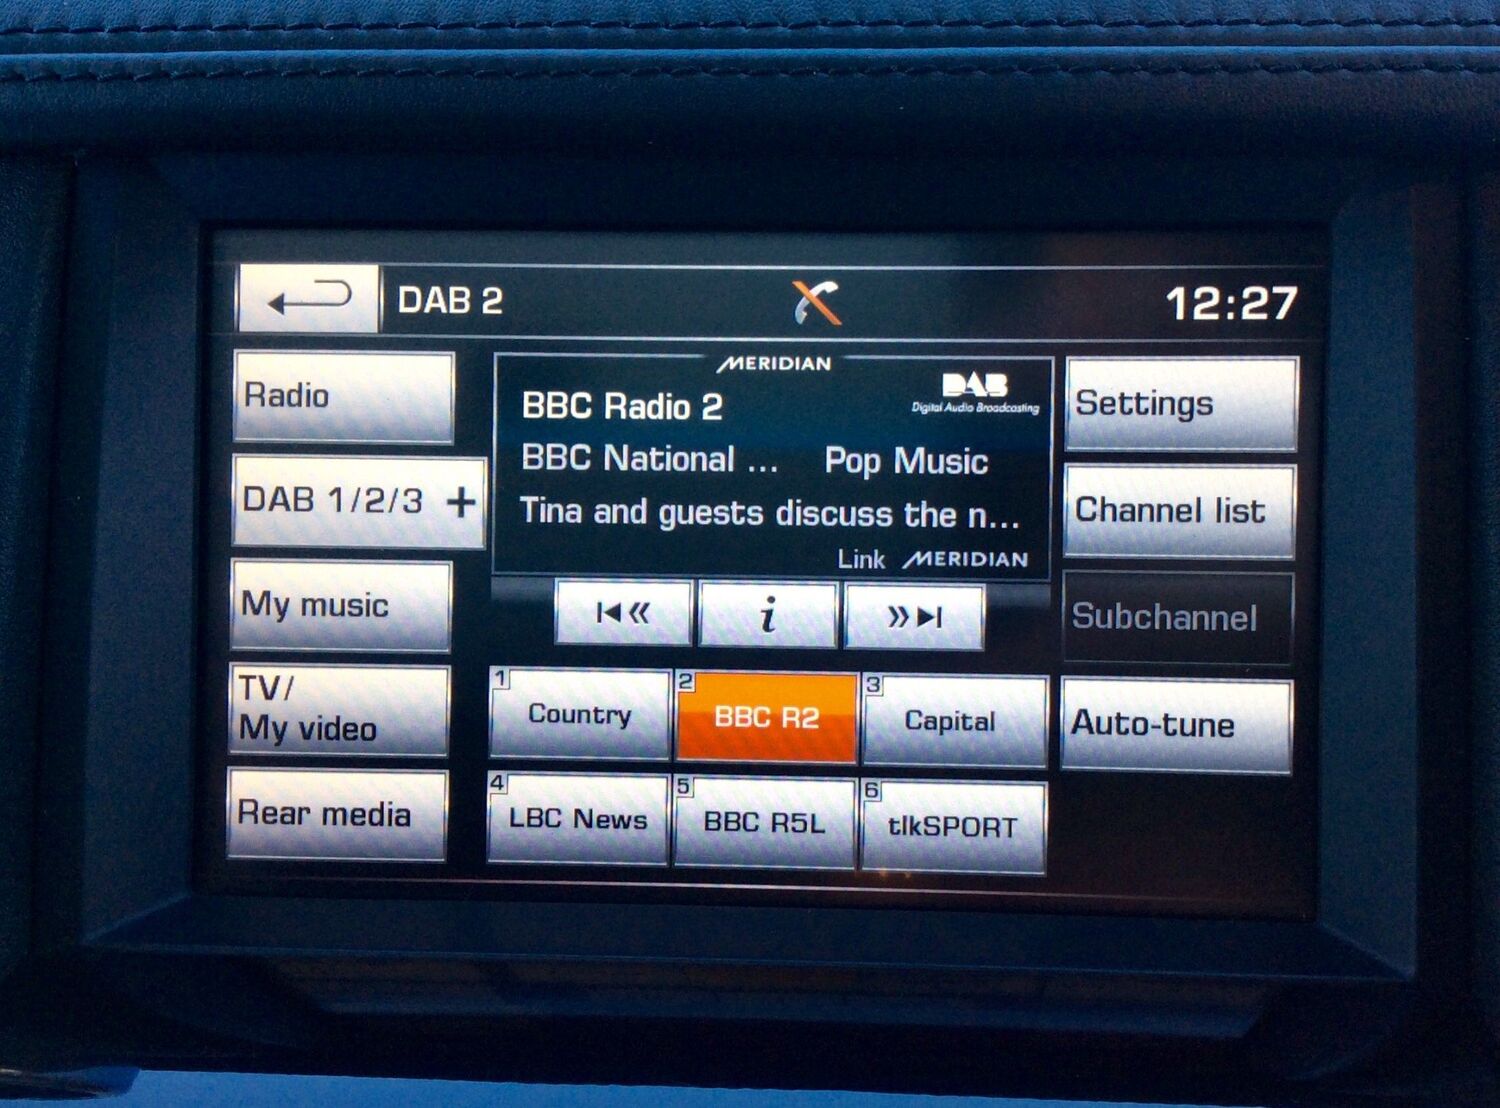 DAB 2
12:27
Radio
DAB 1/2/3 +
My music
TV/
My video
Rear media
MERIDIAN
BBC Radio 2
DAB
Digital Audio Broadcasting
BBC National ... Pop Music
Tina and guests discuss the n...
Link MERIDIAN
i
1 Country
2 BBC R2
3 Capital
4 LBC News
5 BBC R5L
6 tlkSPORT
Settings
Channel list
Subchannel
Auto-tune